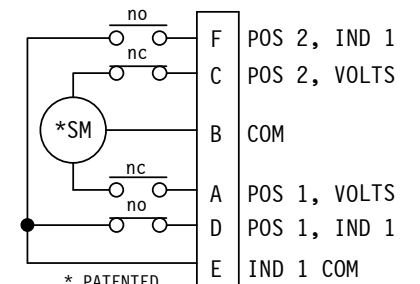 no
F POS 2, IND 1
nc
C POS 2, VOLTS
*SM
B COM
nc
A POS 1, VOLTS
no
D POS 1, IND 1
E IND 1 COM
* PATENTED